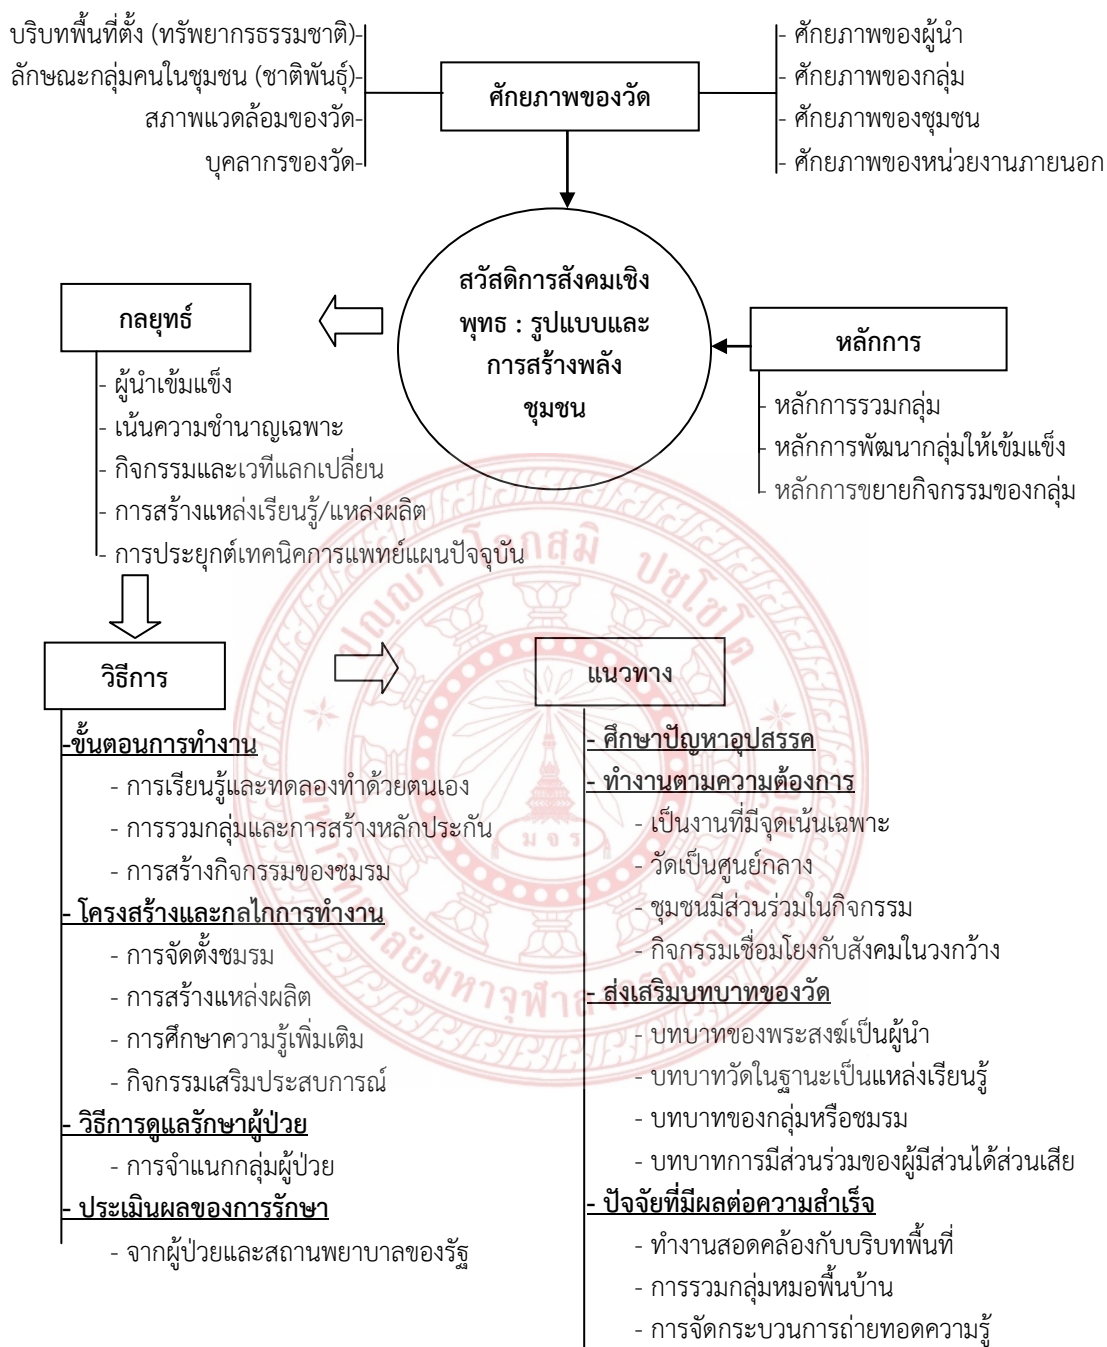 บริบทพื้นที่ตั้ง (ทรัพยากรธรรมชาติ)-
ลักษณะกลุ่มคนในชุมชน (ชาติพันธุ์)-
สภาพแวดล้อมของวัด-
บุคลากรของวัด-
ศักยภาพของวัด
- ศักยภาพของผู้นำ
- ศักยภาพของกลุ่ม
- ศักยภาพของชุมชน
- ศักยภาพของหน่วยงานภายนอก
สวัสดิการสังคมเชิง
พุทธ : รูปแบบและ
การสร้างพลัง
ชุมชน
หลักการ
- หลักการรวมกลุ่ม
- หลักการพัฒนากลุ่มให้เข้มแข็ง
- หลักการขยายกิจกรรมของกลุ่ม
กลยุทธ์
- ผู้นำเข้มแข็ง
- เน้นความชำนาญเฉพาะ
- กิจกรรมและเวทีแลกเปลี่ยน
- การสร้างแหล่งเรียนรู้/แหล่งผลิต
- การประยุกต์เทคนิคการแพทย์แผนปัจจุบัน
วิธีการ
-ขั้นตอนการทำงาน
- การเรียนรู้และทดลองทำด้วยตนเอง
- การรวมกลุ่มและการสร้างหลักประกัน
- การสร้างกิจกรรมของชมรม
- โครงสร้างและกลไกการทำงาน
- การจัดตั้งชมรม
- การสร้างแหล่งผลิต
- การศึกษาความรู้เพิ่มเติม
- กิจกรรมเสริมประสบการณ์
- วิธีการดูแลรักษาผู้ป่วย
- การจำแนกกลุ่มผู้ป่วย
- ประเมินผลของการรักษา
- จากผู้ป่วยและสถานพยาบาลของรัฐ
แนวทาง
- ศึกษาปัญหาอุปสรรค
- ทำงานตามความต้องการ
- เป็นงานที่มีจุดเน้นเฉพาะ
- วัดเป็นศูนย์กลาง
- ชุมชนมีส่วนร่วมในกิจกรรม
- กิจกรรมเชื่อมโยงกับสังคมในวงกว้าง
- ส่งเสริมบทบาทของวัด
- บทบาทของพระสงฆ์เป็นผู้นำ
- บทบาทวัดในฐานะเป็นแหล่งเรียนรู้
- บทบาทของกลุ่มหรือชมรม
- บทบาทการมีส่วนร่วมของผู้มีส่วนได้ส่วนเสีย
- ปัจจัยที่มีผลต่อความสำเร็จ
- ทำงานสอดคล้องกับบริบทพื้นที่
- การรวมกลุ่มหมอพื้นบ้าน
- การจัดกระบวนการถ่ายทอดความรู้
ปญฺญา โลกสฺมิ ปชฺโชโต
ม จ ร
มหาวิทยาลัยมหาจุฬาลงกรณราชวิทยาลัย